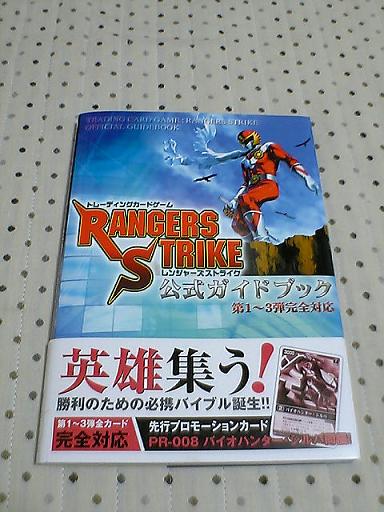 TRADING CARD GAME : RANGERS STRIKE
OFFICIAL GUIDEBOOK
トレーディングカードゲーム
RANGERS
STRIKE
レンジャーズストライク
公式ガイドブック
第1～3弾完全対応
英雄集う!
勝利のための必携バイブル誕生!!
第1～3弾全カード
完全対応
先行プロモーションカード
PR-008 バイオハンター・シルバ